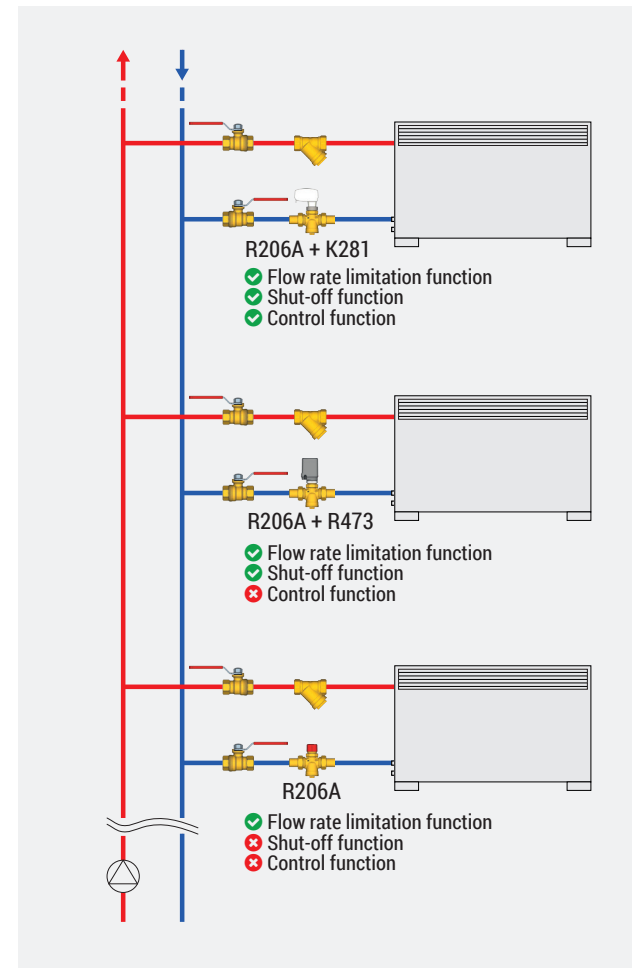 R206A + K281
Flow rate limitation function
Shut-off function
Control function
R206A + R473
Flow rate limitation function
Shut-off function
Control function
R206A
Flow rate limitation function
Shut-off function
Control function